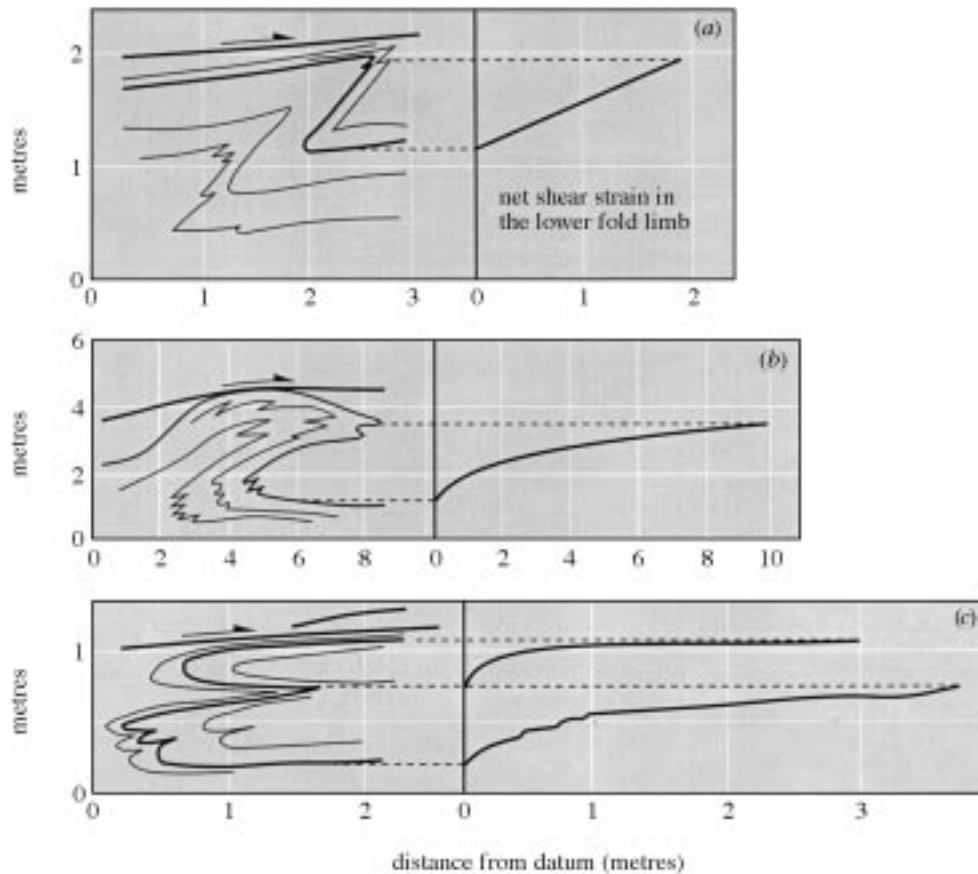 (a)
2
1
0
metres
net shear strain in
the lower fold limb
0 1 2 3 0 1 2
(b)
6
4
2
0
metres
0 2 4 6 8 0 2 4 6 8 10
(c)
1
0
metres
0 1 2 0 1 2 3
distance from datum (metres)